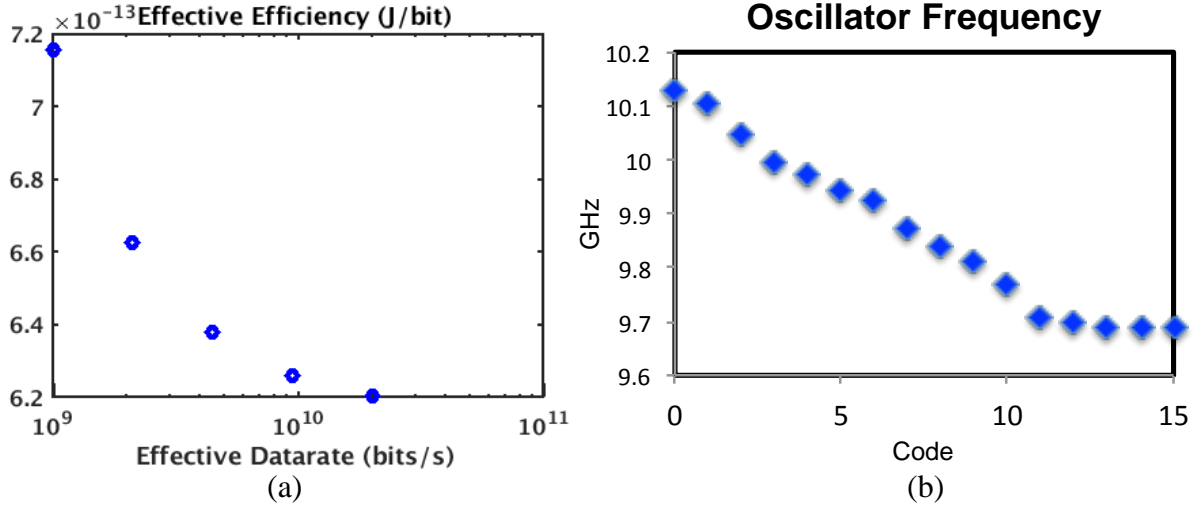 ×10⁻¹³ Effective Efficiency (J/bit)
7.2
7
6.8
6.6
6.4
6.2
10⁹ 10¹⁰ 10¹¹
Effective Datarate (bits/s)
(a)
Oscillator Frequency
10.2
10.1
10
9.9
9.8
9.7
9.6
GHz
0 5 10 15
Code
(b)